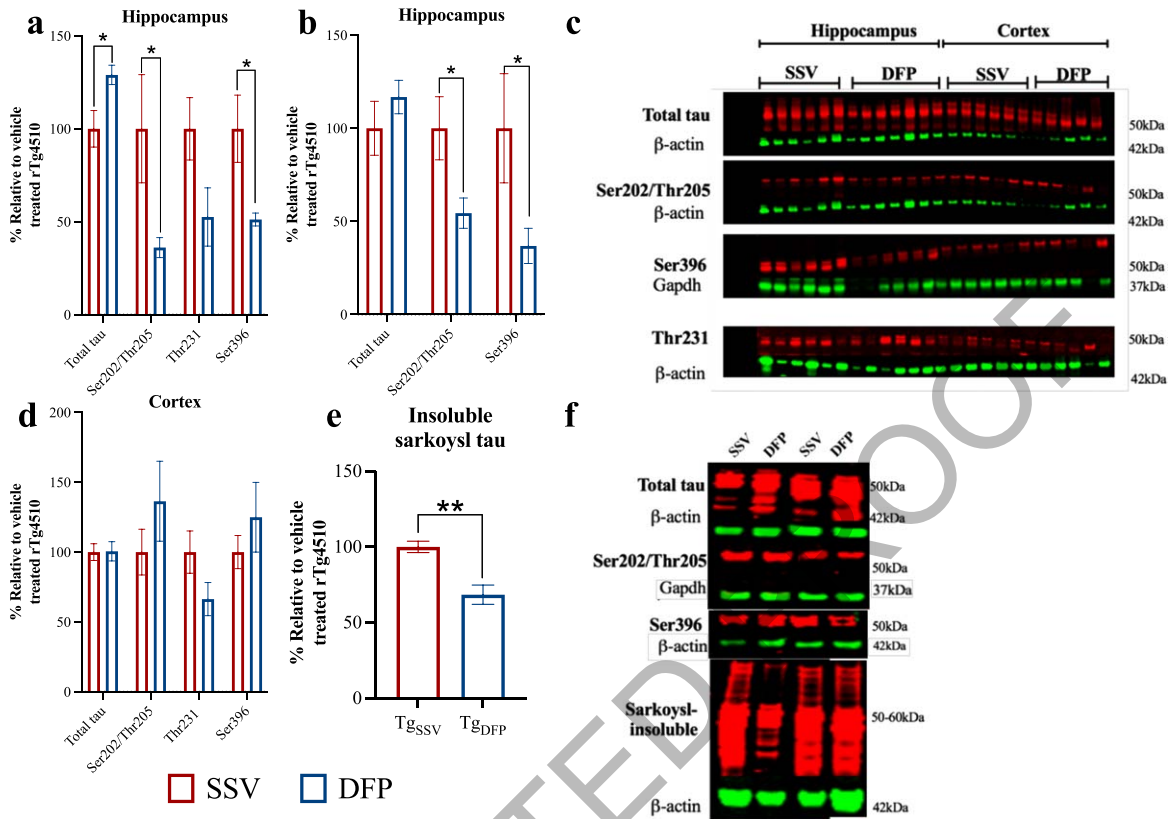 a
Hippocampus
% Relative to vehicle
treated rTg4510
150
100
50
0
*
*
*
Total tau
Ser202/Thr205
Thr231
Ser396
b
Hippocampus
% Relative to vehicle
treated rTg4510
150
100
50
0
*
*
Total tau
Ser202/Thr205
Ser396
c
Hippocampus
Cortex
SSV
DFP
SSV
DFP
Total tau
50kDa
β-actin
42kDa
Ser202/Thr205
50kDa
β-actin
42kDa
Ser396
50kDa
Gapdh
37kDa
Thr231
50kDa
β-actin
42kDa
d
Cortex
% Relative to vehicle
treated rTg4510
200
150
100
50
0
Total tau
Ser202/Thr205
Thr231
Ser396
e
Insoluble
sarkoysl tau
% Relative to vehicle
treated rTg4510
150
100
50
0
**
TgSSV
TgDFP
SSV
DFP
f
SSV
DFP
SSV
DFP
Total tau
50kDa
β-actin
42kDa
Ser202/Thr205
50kDa
Gapdh
37kDa
Ser396
50kDa
β-actin
42kDa
Sarkoysl-
insoluble
50-60kDa
β-actin
42kDa
TED PROOF